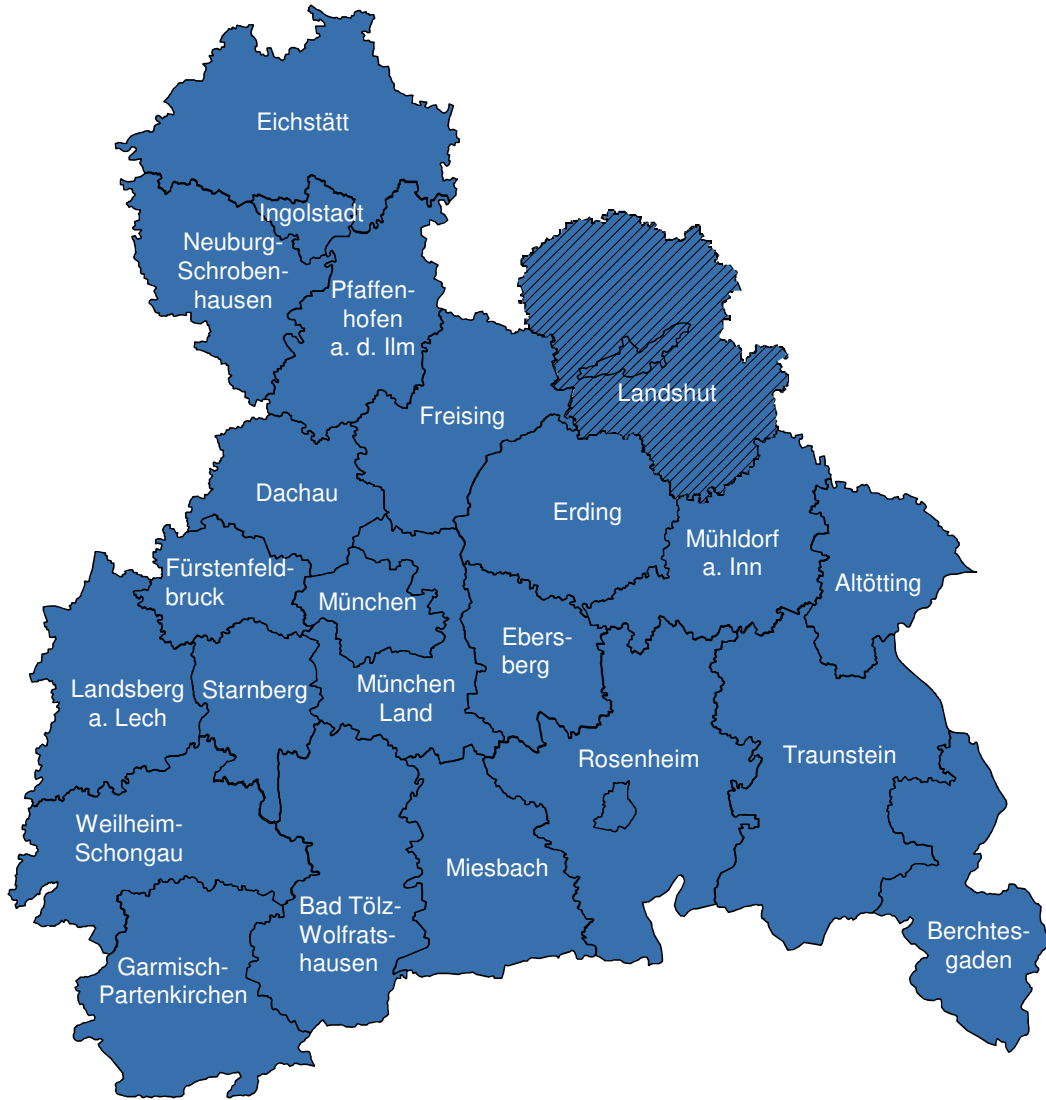 Eichstätt
Ingolstadt
Neuburg-
Schroben-
hausen
Pfaffen-
hofen
a. d. Ilm
Landshut
Freising
Dachau
Erding
Mühldorf
a. Inn
Altötting
Fürstenfeld-
bruck
München
Ebers-
berg
Landsberg
a. Lech
Starnberg
München
Land
Rosenheim
Traunstein
Weilheim-
Schongau
Miesbach
Bad Tölz-
Wolfrats-
hausen
Berchtes-
gaden
Garmisch-
Partenkirchen